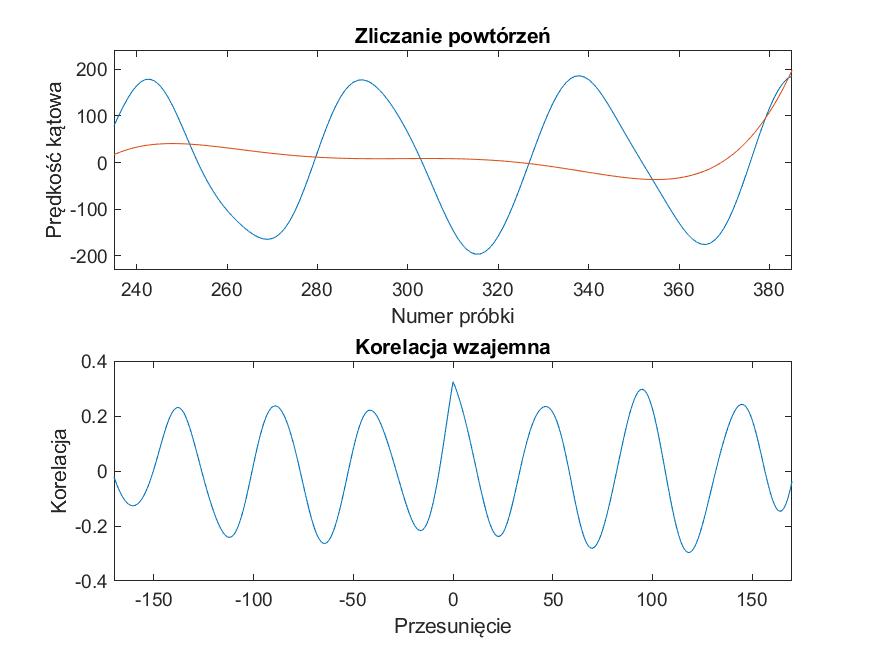 Zliczanie powtórzeń
200
100
0
-100
-200
Prędkość kątowa
240 260 280 300 320 340 360 380
Numer próbki
Korelacja wzajemna
0.4
0.2
0
-0.2
-0.4
Korelacja
-150 -100 -50 0 50 100 150
Przesunięcie